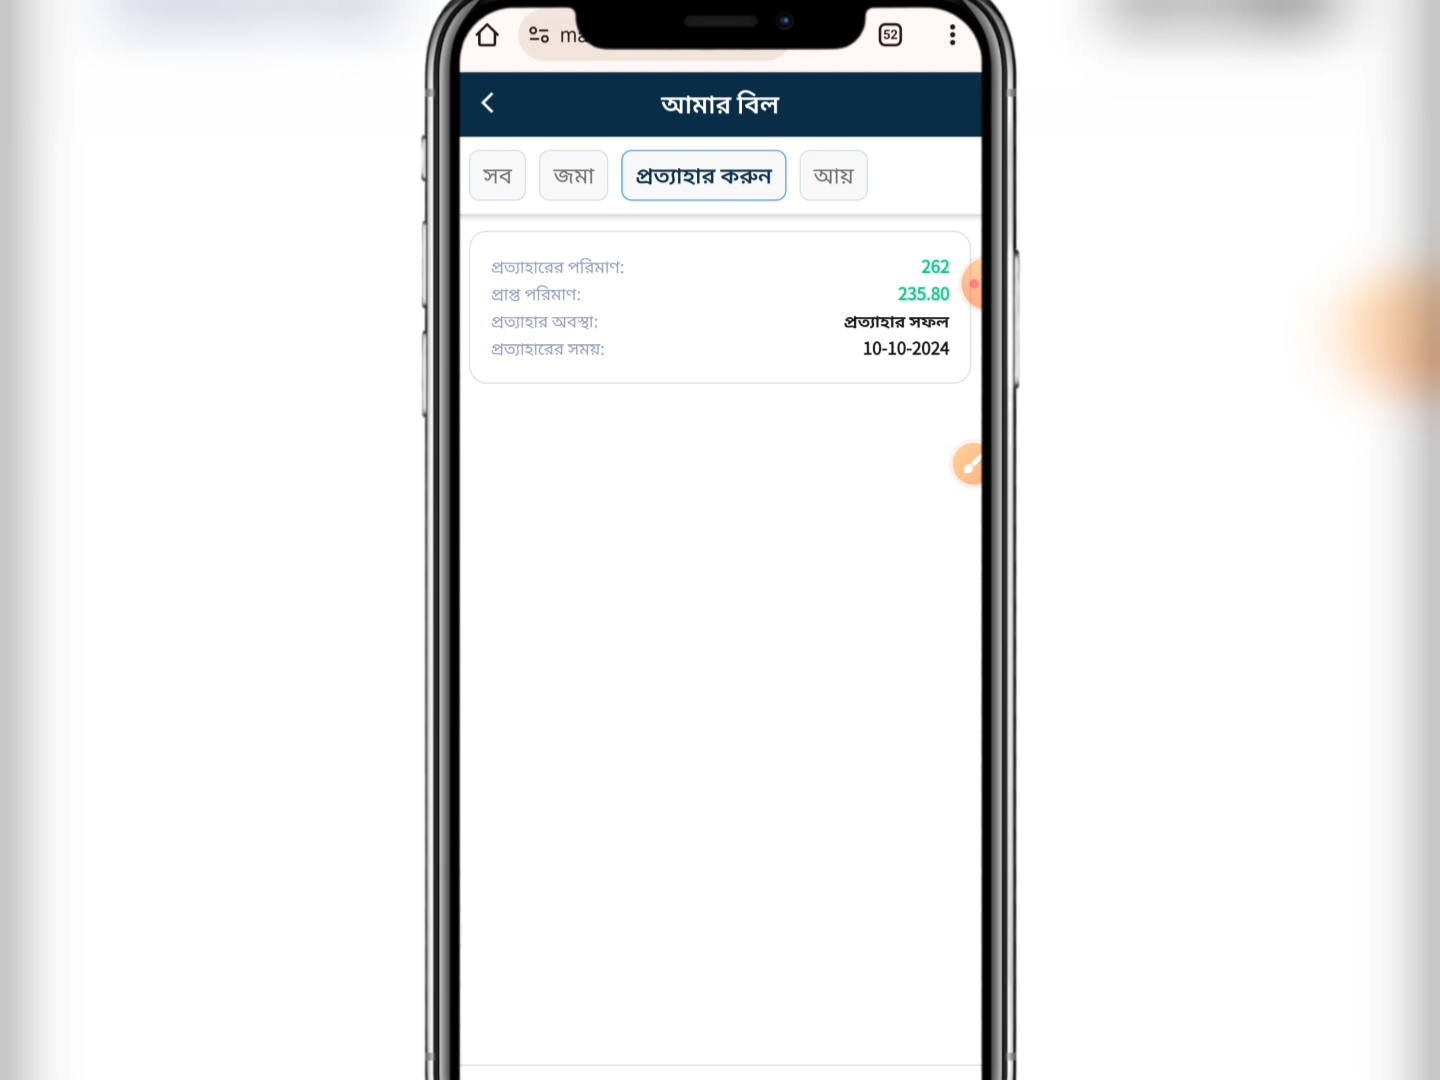 52
আমার বিল
সব জমা প্রত্যাহার করুন আয়
প্রত্যাহারের পরিমাণ: 262
প্রাপ্ত পরিমাণ: 235.80
প্রত্যাহার অবস্থা: প্রত্যাহার সফল
প্রত্যাহারের সময়: 10-10-2024